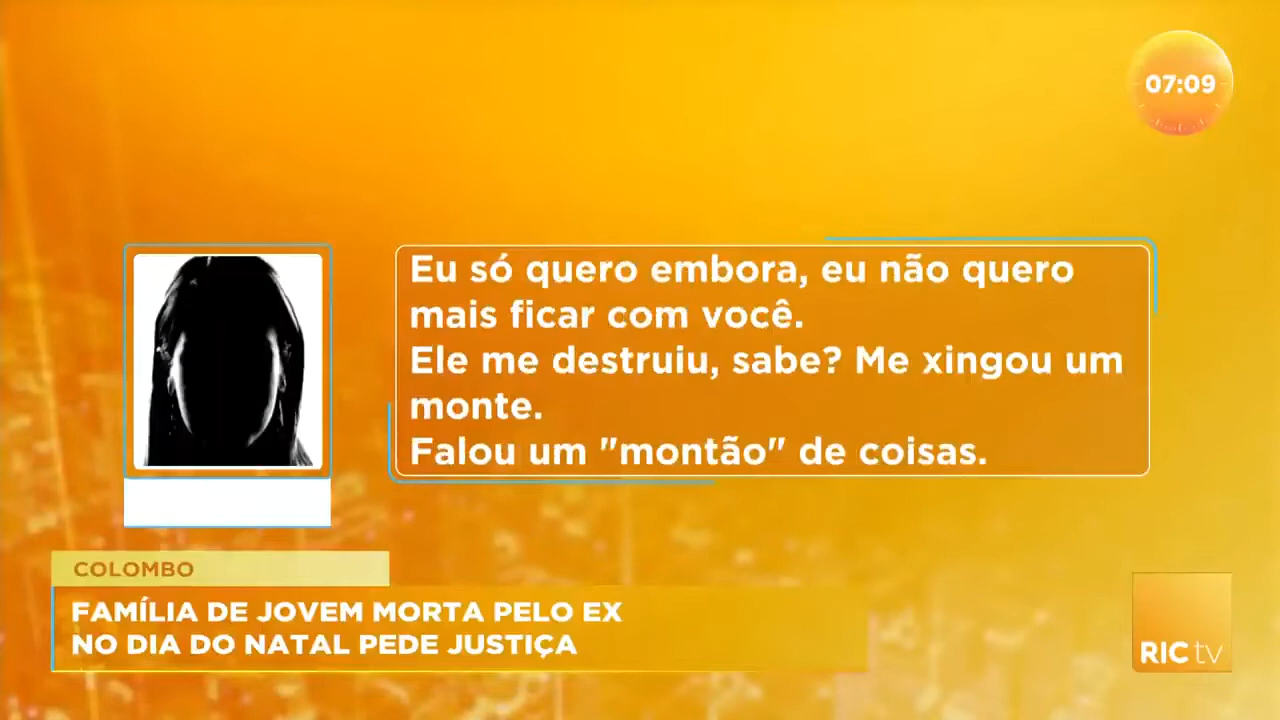 07:09
Eu só quero embora, eu não quero
mais ficar com você.
Ele me destruiu, sabe? Me xingou um
monte.
Falou um "montão" de coisas.
COLOMBO
FAMÍLIA DE JOVEM MORTA PELO EX
NO DIA DO NATAL PEDE JUSTIÇA
RIC tv